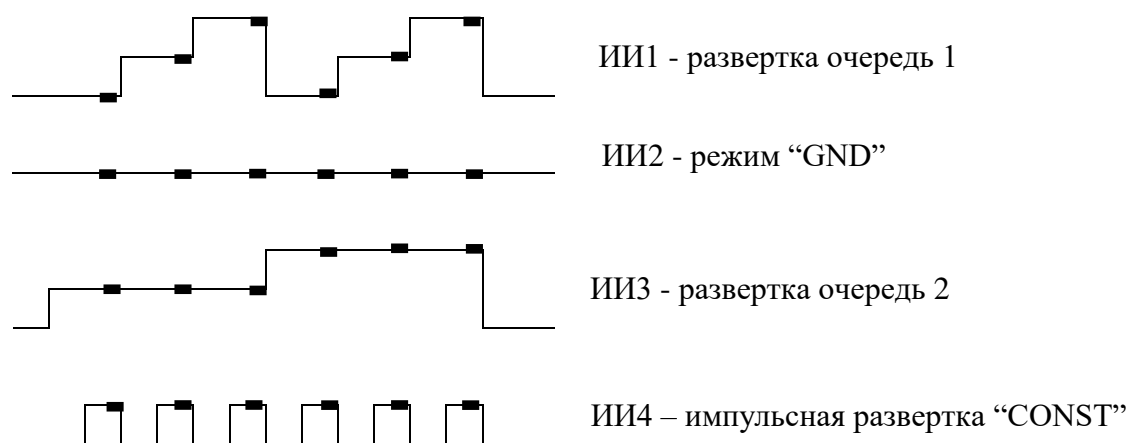 ИИ1 - развертка очередь 1
ИИ2 - режим “GND”
ИИ3 - развертка очередь 2
ИИ4 – импульсная развертка “CONST”